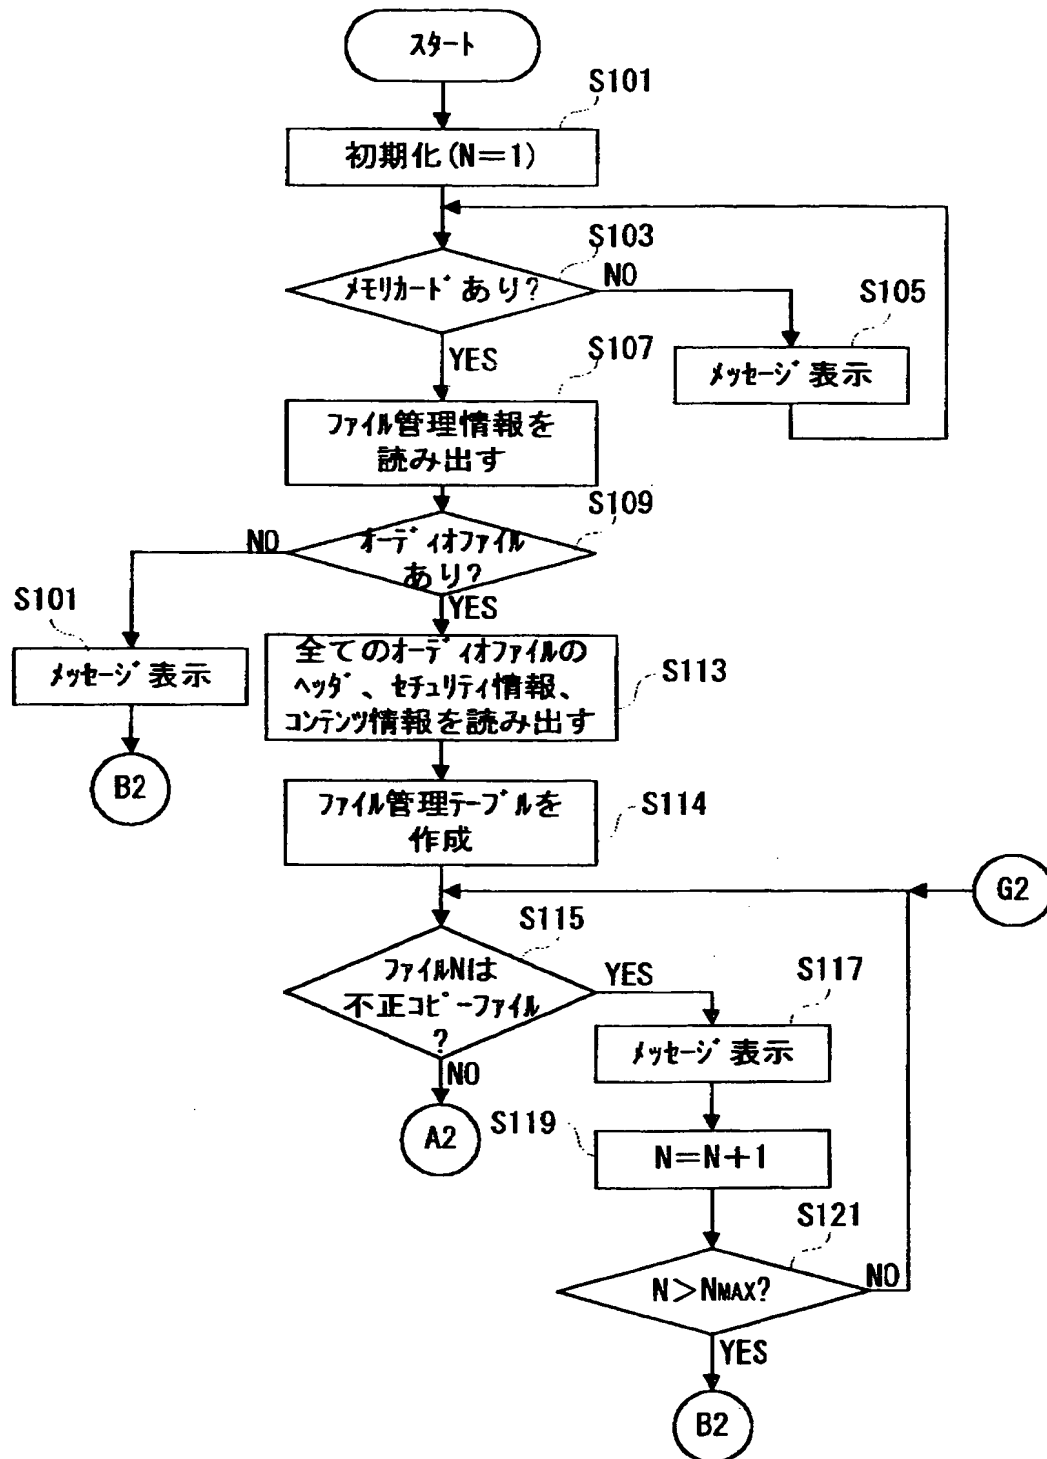 スタート
S101
初期化(N=1)
S103
メモリカードあり?
NO
S105
メッセージ表示
YES
S107
ファイル管理情報を
読み出す
S109
オーディオファイル
あり?
NO
S101
メッセージ表示
B2
YES
全てのオーディオファイルの
ヘッダ、セチュリティ情報、
コンテンツ情報を読み出す
S113
ファイル管理テーブルを
作成
S114
G2
S115
ファイルNは
不正コピーファイル
?
YES
S117
メッセージ表示
NO
A2
S119
N=N+1
S121
N>NMAX?
NO
YES
B2